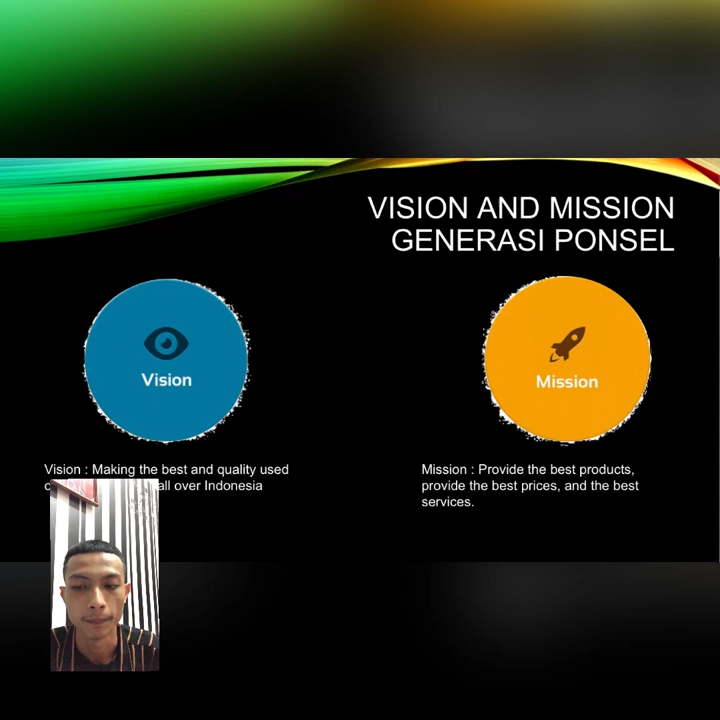 VISION AND MISSION
GENERASI PONSEL
Vision
Mission
Vision : Making the best and quality used
all over Indonesia
Mission : Provide the best products,
provide the best prices, and the best
services.